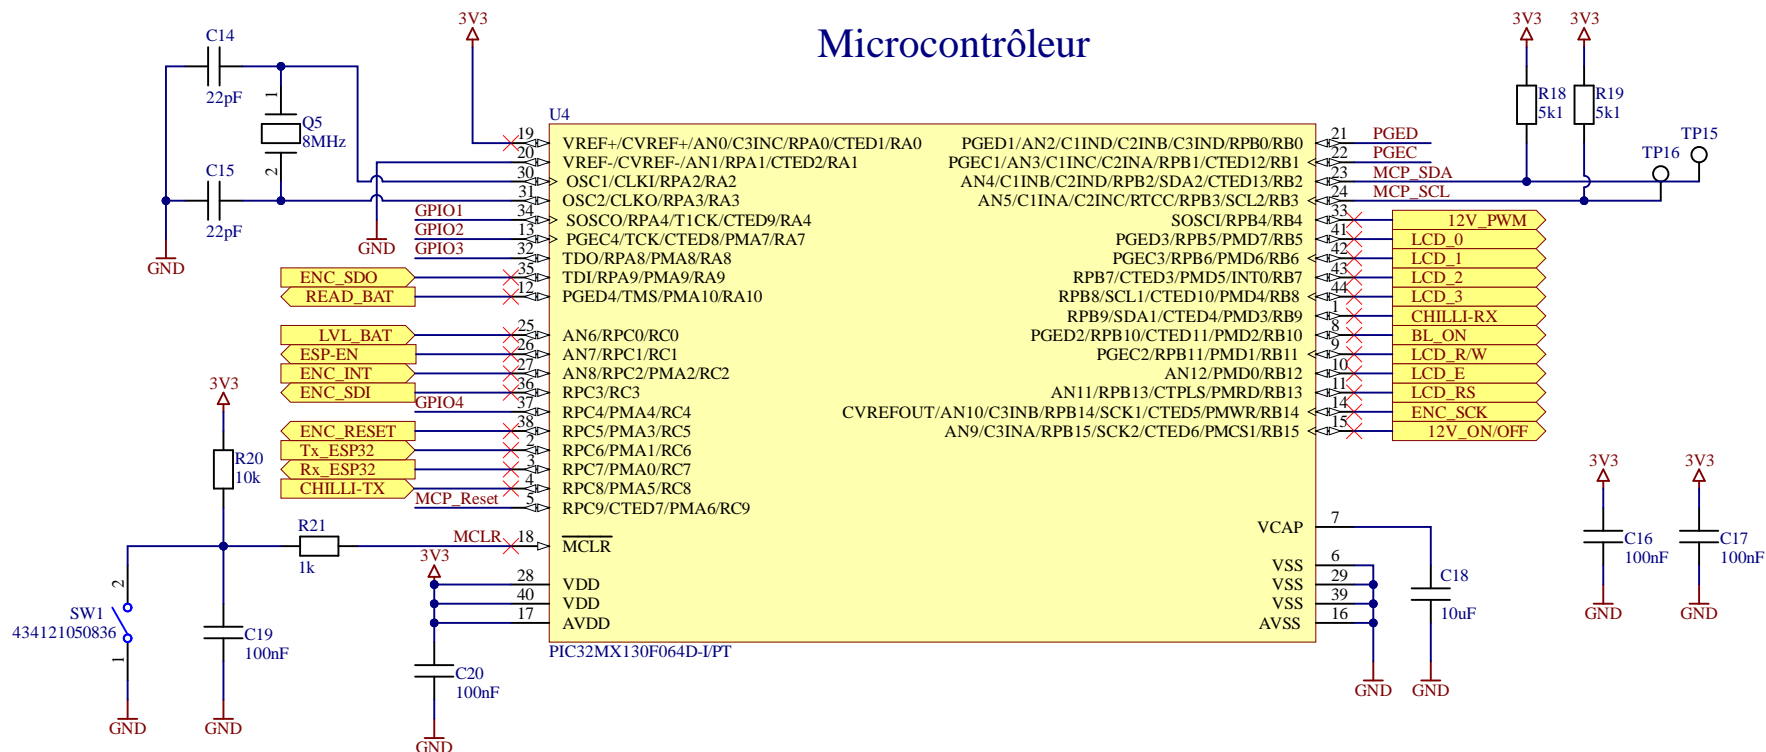 Microcontrôleur
3V3
C14
22pF
1
Q5
8MHz
2
C15
22pF
GND
GND
U4
19 VREF+/CVREF+/AN0/C3INC/RPA0/CTED1/RA0
20 VREF-/CVREF-/AN1/RPA1/CTED2/RA1
30 OSC1/CLKI/RPA2/RA2
31 OSC2/CLKO/RPA3/RA3
GPIO1 34 SOSCO/RPA4/T1CK/CTED9/RA4
GPIO2 13 PGEC4/TCK/CTED8/PMA7/RA7
GPIO3 32 TDO/RPA8/PMA8/RA8
ENC_SDO 35 TDI/RPA9/PMA9/RA9
READ_BAT 12 PGED4/TMS/PMA10/RA10
LVL_BAT 25 AN6/RPC0/RC0
ESP-EN 26 AN7/RPC1/RC1
ENC_INT 27 AN8/RPC2/PMA2/RC2
ENC_SDI 36 RPC3/RC3
GPIO4 37 RPC4/PMA4/RC4
ENC_RESET 38 RPC5/PMA3/RC5
Tx_ESP32 2 RPC6/PMA1/RC6
Rx_ESP32 3 RPC7/PMA0/RC7
CHILLI-TX 4 RPC8/PMA5/RC8
MCP_Reset 5 RPC9/CTED7/PMA6/RC9
MCLR 18 MCLR
28 VDD
40 VDD
17 AVDD
PIC32MX130F064D-I/PT
PGED1/AN2/C1IND/C2INB/C3IND/RPB0/RB0 21 PGED
PGEC1/AN3/C1INC/C2INA/RPB1/CTED12/RB1 22 PGEC
AN4/C1INB/C2IND/RPB2/SDA2/CTED13/RB2 23 MCP_SDA
AN5/C1INA/C2INC/RTCC/RPB3/SCL2/RB3 24 MCP_SCL
SOSCI/RPB4/RB4 33 12V_PWM
PGED3/RPB5/PMD7/RB5 41 LCD_0
PGEC3/RPB6/PMD6/RB6 42 LCD_1
RPB7/CTED3/PMD5/INT0/RB7 43 LCD_2
RPB8/SCL1/CTED10/PMD4/RB8 44 LCD_3
RPB9/SDA1/CTED4/PMD3/RB9 1 CHILLI-RX
PGED2/RPB10/CTED11/PMD2/RB10 8 BL_ON
PGEC2/RPB11/PMD1/RB11 9 LCD_R/W
AN12/PMD0/RB12 10 LCD_E
AN11/RPB13/CTPLS/PMRD/RB13 11 LCD_RS
CVREFOUT/AN10/C3INB/RPB14/SCK1/CTED5/PMWR/RB14 14 ENC_SCK
AN9/C3INA/RPB15/SCK2/CTED6/PMCS1/RB15 15 12V_ON/OFF
VCAP 7
VSS 6
VSS 29
VSS 39
AVSS 16
3V3
3V3
R18
5k1
R19
5k1
TP15
TP16
3V3
R20
10k
R21
1k
2
SW1
434121050836
1
GND
C19
100nF
GND
3V3
C20
100nF
GND
GND
C18
10uF
GND
3V3
C16
100nF
GND
3V3
C17
100nF
GND